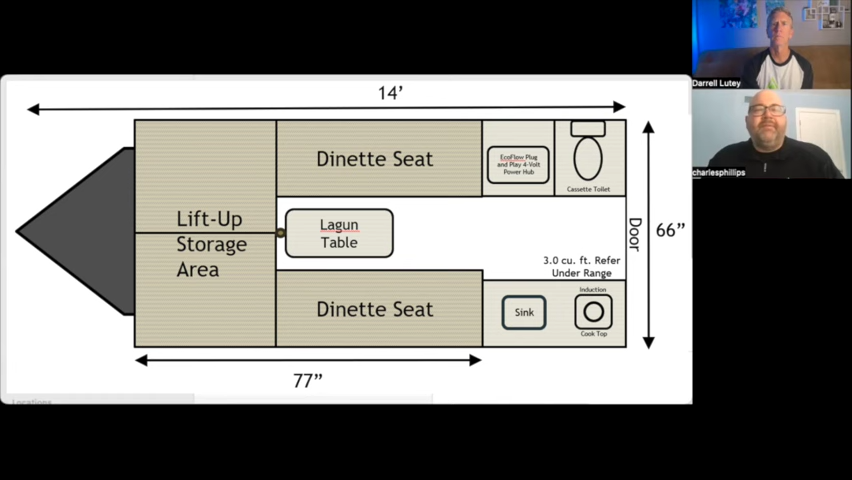 14’
Darrell Lutey
charlesphillips
Dinette Seat
EcoFlow Plug
and Play 4-Volt
Power Hub
Cassette Toilet
Lift-Up
Storage
Area
Lagun
Table
Door
66”
3.0 cu. ft. Refer
Under Range
Dinette Seat
Sink
Induction
Cook Top
77”
Locations